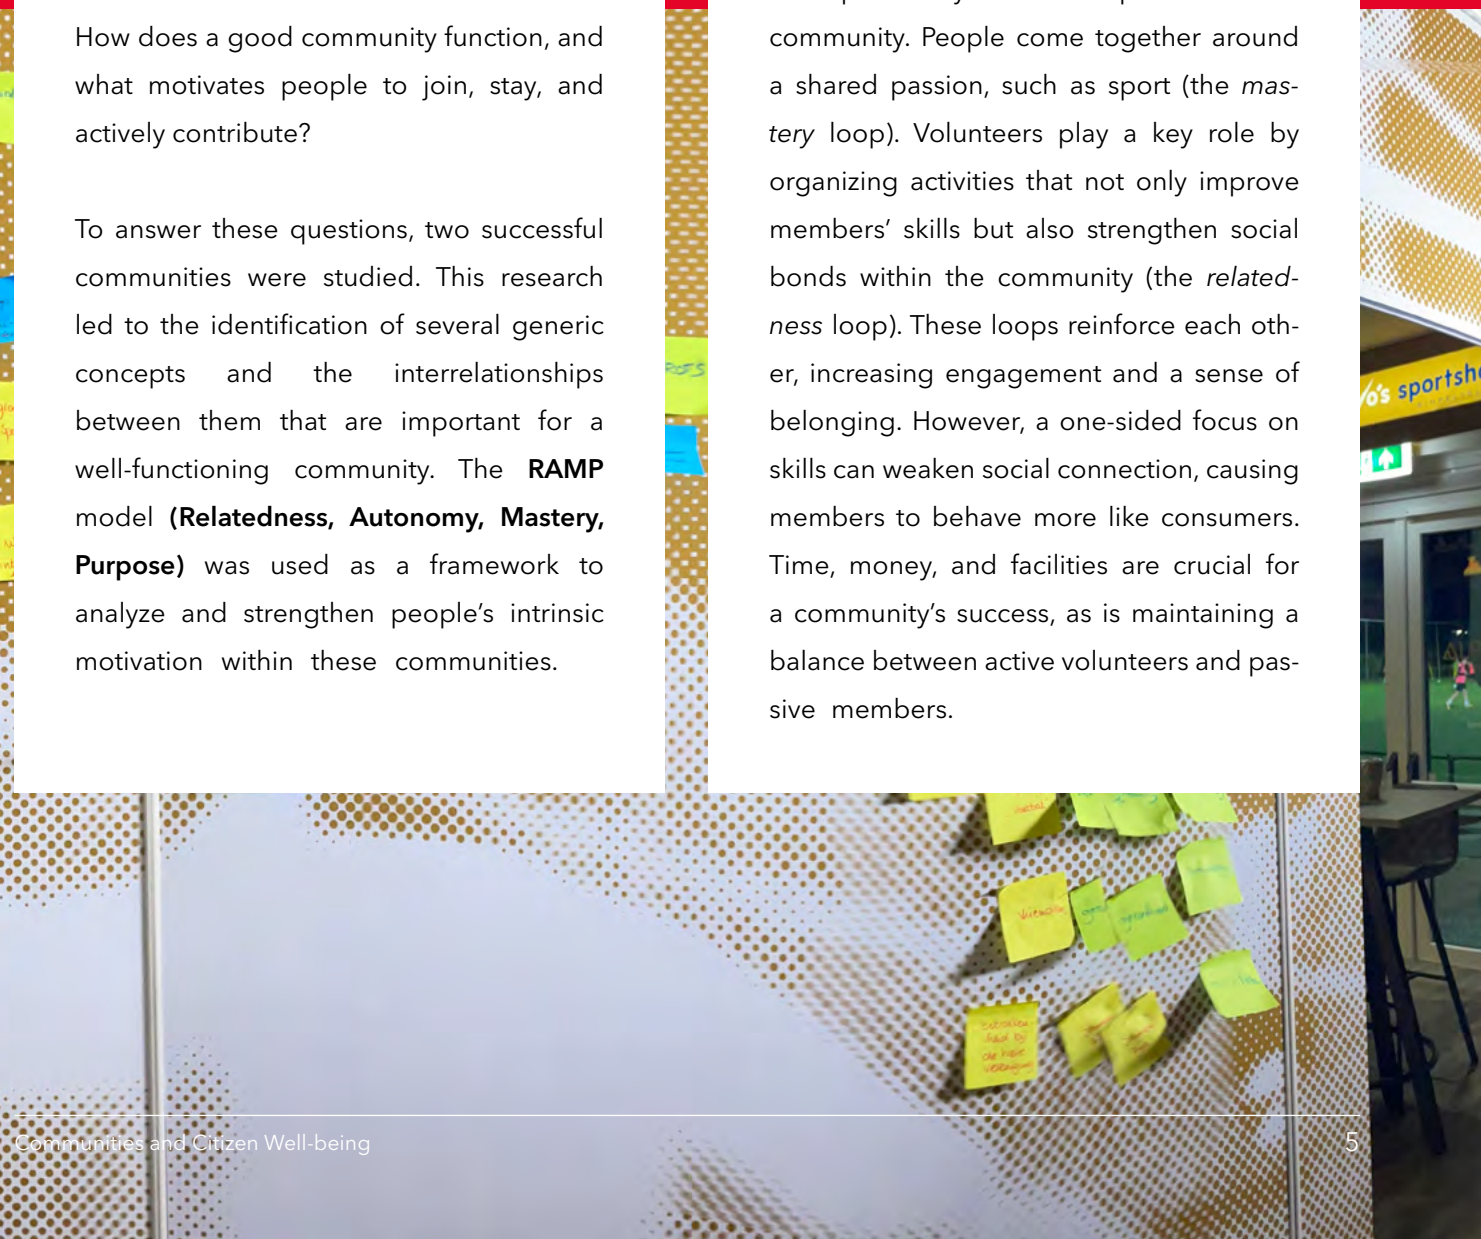 How does a good community function, and
what motivates people to join, stay, and
actively contribute?
To answer these questions, two successful
communities were studied. This research
led to the identification of several generic
concepts and the interrelationships
between them that are important for a
well-functioning community. The RAMP
model (Relatedness, Autonomy, Mastery,
Purpose) was used as a framework to
analyze and strengthen people's intrinsic
motivation within these communities.
community. People come together around
a shared passion, such as sport (the mas-
tery loop). Volunteers play a key role by
organizing activities that not only improve
members' skills but also strengthen social
bonds within the community (the related-
ness loop). These loops reinforce each oth-
er, increasing engagement and a sense of
belonging. However, a one-sided focus on
skills can weaken social connection, causing
members to behave more like consumers.
Time, money, and facilities are crucial for
a community's success, as is maintaining a
balance between active volunteers and pas-
sive members.
Communities and Citizen Well-being
5